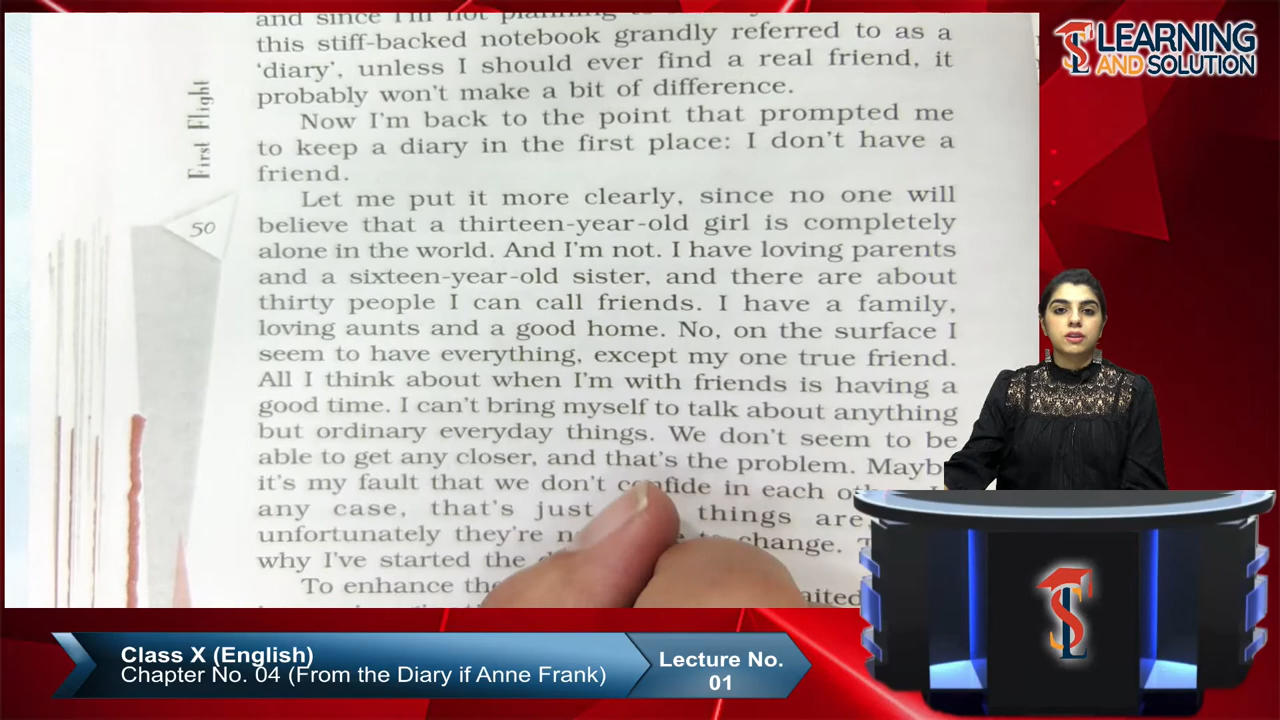 and since I'm not planning
this stiff-backed notebook grandly referred to as a
'diary', unless I should ever find a real friend, it
probably won't make a bit of difference.
Now I'm back to the point that prompted me
to keep a diary in the first place: I don't have a
friend.
Let me put it more clearly, since no one will
believe that a thirteen-year-old girl is completely
alone in the world. And I'm not. I have loving parents
and a sixteen-year-old sister, and there are about
thirty people I can call friends. I have a family,
loving aunts and a good home. No, on the surface I
seem to have everything, except my one true friend.
All I think about when I'm with friends is having a
good time. I can't bring myself to talk about anything
but ordinary everyday things. We don't seem to be
able to get any closer, and that's the problem. Mayb
it's my fault that we don't confide in each
any case, that's just things are
unfortunately they're change.
why I've started the
To enhance the
First Flight
50
LEARNING
AND SOLUTION
Class X (English)
Chapter No. 04 (From the Diary if Anne Frank)
Lecture No.
01